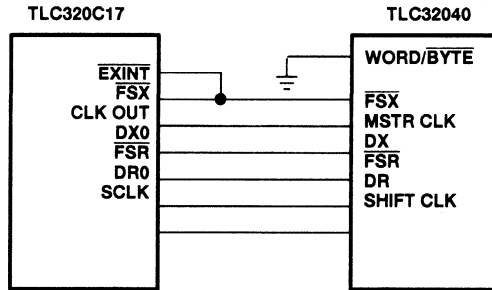 TLC320C17
TLC32040
EXINT
FSX
CLK OUT
DX0
FSR
DR0
SCLK
WORD/BYTE
FSX
MSTR CLK
DX
FSR
DR
SHIFT CLK